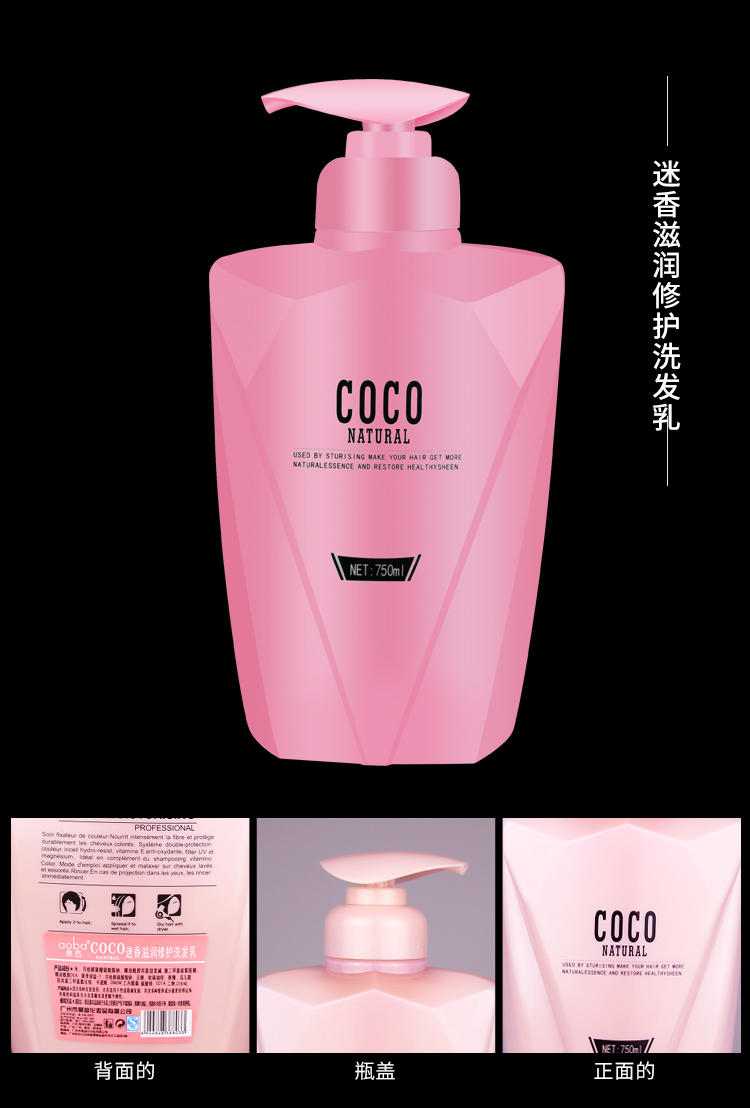 迷香滋润修护洗发乳
COCO
NATURAL
USED BY STURISING MAKE YOUR HAIR GET MORE
NATURALESSENCE AND RESTORE HEALTHYSHEEN
NET:750ml
PROFESSIONAL
Soin fixateur de couleur-Nourrit intensément la fibre et protège
durablement les cheveux colorés. Système double-protection
couleur: incell hydro-resist, vitamine E anti-oxydante, filter UV et
magnésium. Idéal en complément du shampooing vitamino
Color. Mode d'emploi appliquer et malaxer sur cheveux lavés
et essorés.Rincer.En cas de projection dans les yeux, les rincer
immédiatement
Apply it to hair;
Spread it to
wet hair;
Dry hair with
dryer
aoba COCO 迷香滋润修护洗发乳
NATURAL
COCO
NATURAL
USED BY STURISING MAKE YOUR HAIR GET MORE
NATURALESSENCE AND RESTORE HEALTHYSHEEN
NET:750ml
背面的
瓶盖
正面的